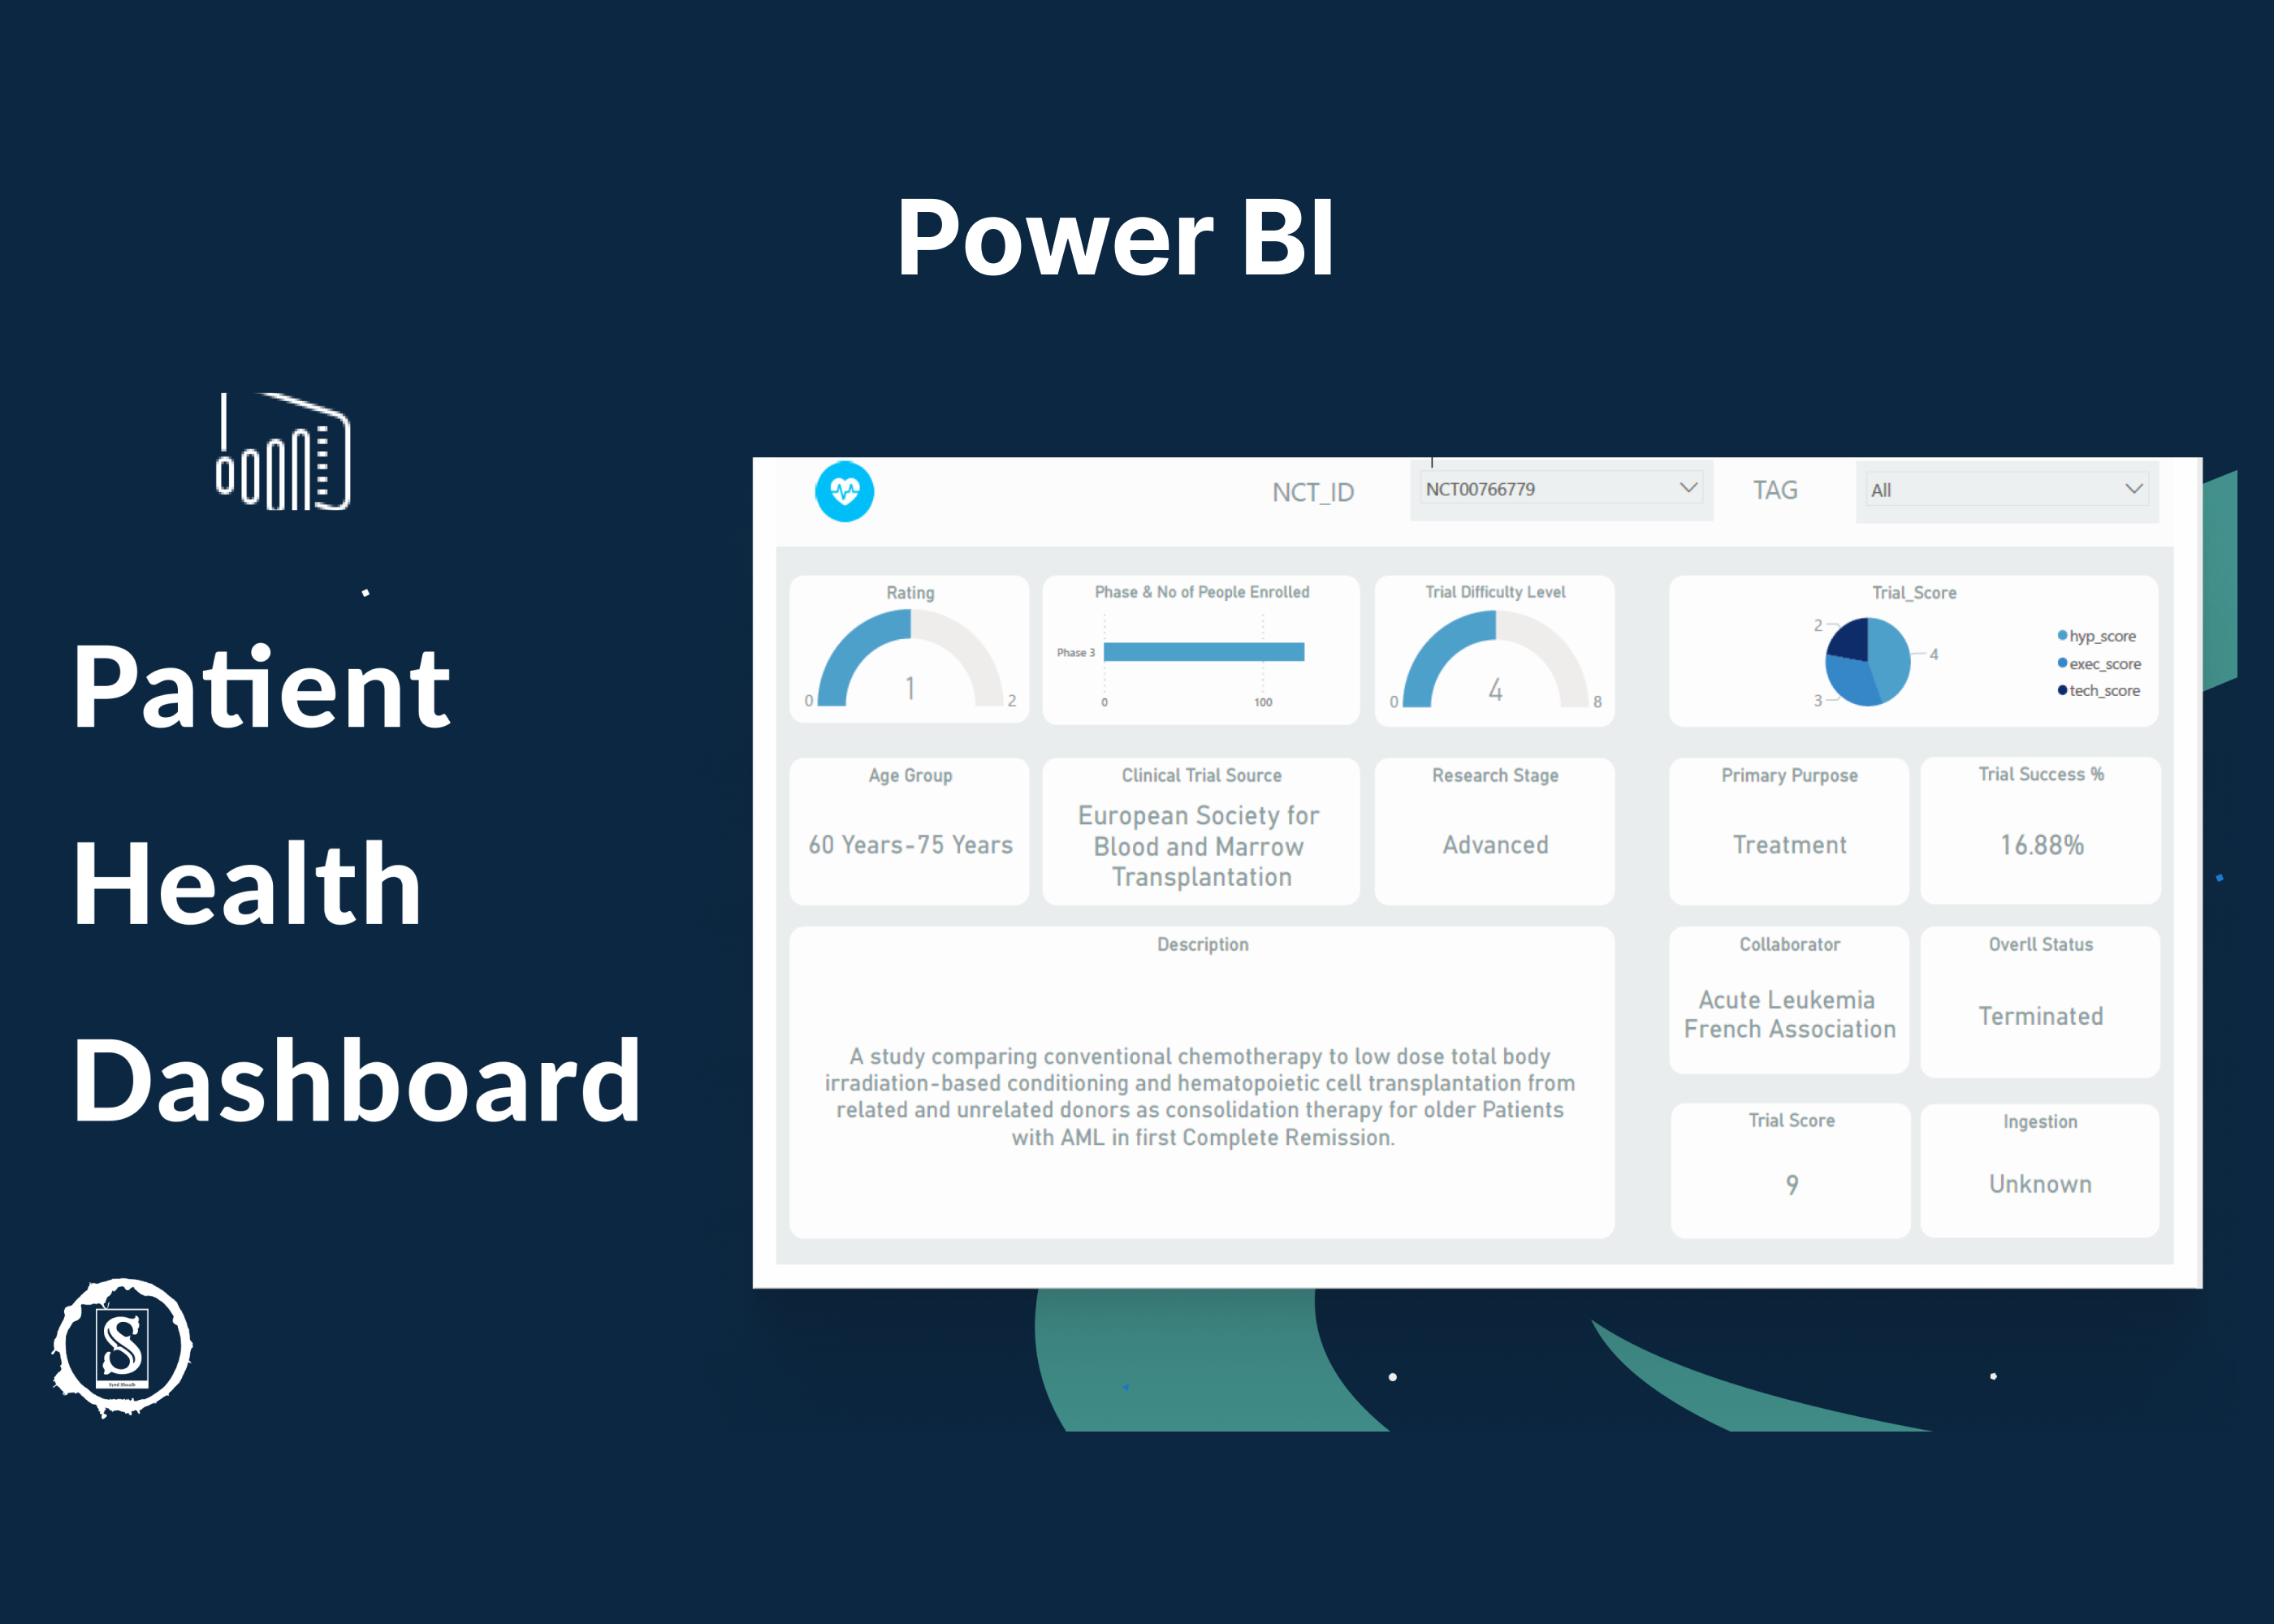 Power BI
Patient
Health
Dashboard
S
NCT_ID
NCT00766779
TAG
All
Rating
0
1
2
Phase & No of People Enrolled
Phase 3
0
100
Trial Difficulty Level
0
4
8
Trial_Score
2
4
3
hyp_score
exec_score
tech_score
Age Group
60 Years-75 Years
Clinical Trial Source
European Society for
Blood and Marrow
Transplantation
Research Stage
Advanced
Primary Purpose
Treatment
Trial Success %
16.88%
Description
A study comparing conventional chemotherapy to low dose total body
irradiation-based conditioning and hematopoietic cell transplantation from
related and unrelated donors as consolidation therapy for older Patients
with AML in first Complete Remission.
Collaborator
Acute Leukemia
French Association
Overll Status
Terminated
Trial Score
9
Ingestion
Unknown